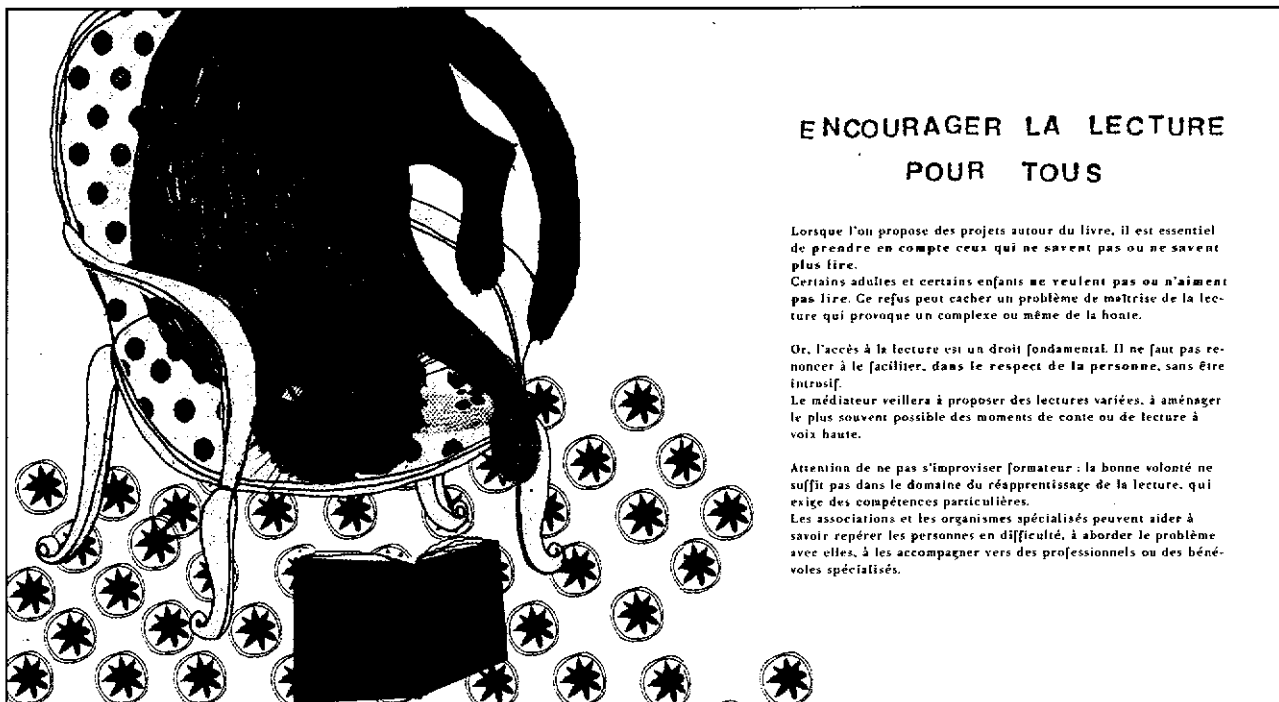 ENCOURAGER LA LECTURE
POUR TOUS
Lorsque l'on propose des projets autour du livre, il est essentiel
de prendre en compte ceux qui ne savent pas ou ne savent
plus lire.
Certains adultes et certains enfants ne veulent pas ou n'aiment
pas lire. Ce refus peut cacher un problème de maîtrise de la lec-
ture qui provoque un complexe ou même de la honte.
Or, l'accès à la lecture est un droit fondamental. Il ne faut pas re-
noncer à le faciliter, dans le respect de la personne, sans être
intrusif.
Le médiateur veillera à proposer des lectures variées, à aménager
le plus souvent possible des moments de conte ou de lecture à
voix haute.
Attention de ne pas s'improviser formateur : la bonne volonté ne
suffit pas dans le domaine du réapprentissage de la lecture, qui
exige des compétences particulières.
Les associations et les organismes spécialisés peuvent aider à
savoir repérer les personnes en difficulté, à aborder le problème
avec elles, à les accompagner vers des professionnels ou des béné-
voles spécialisés.